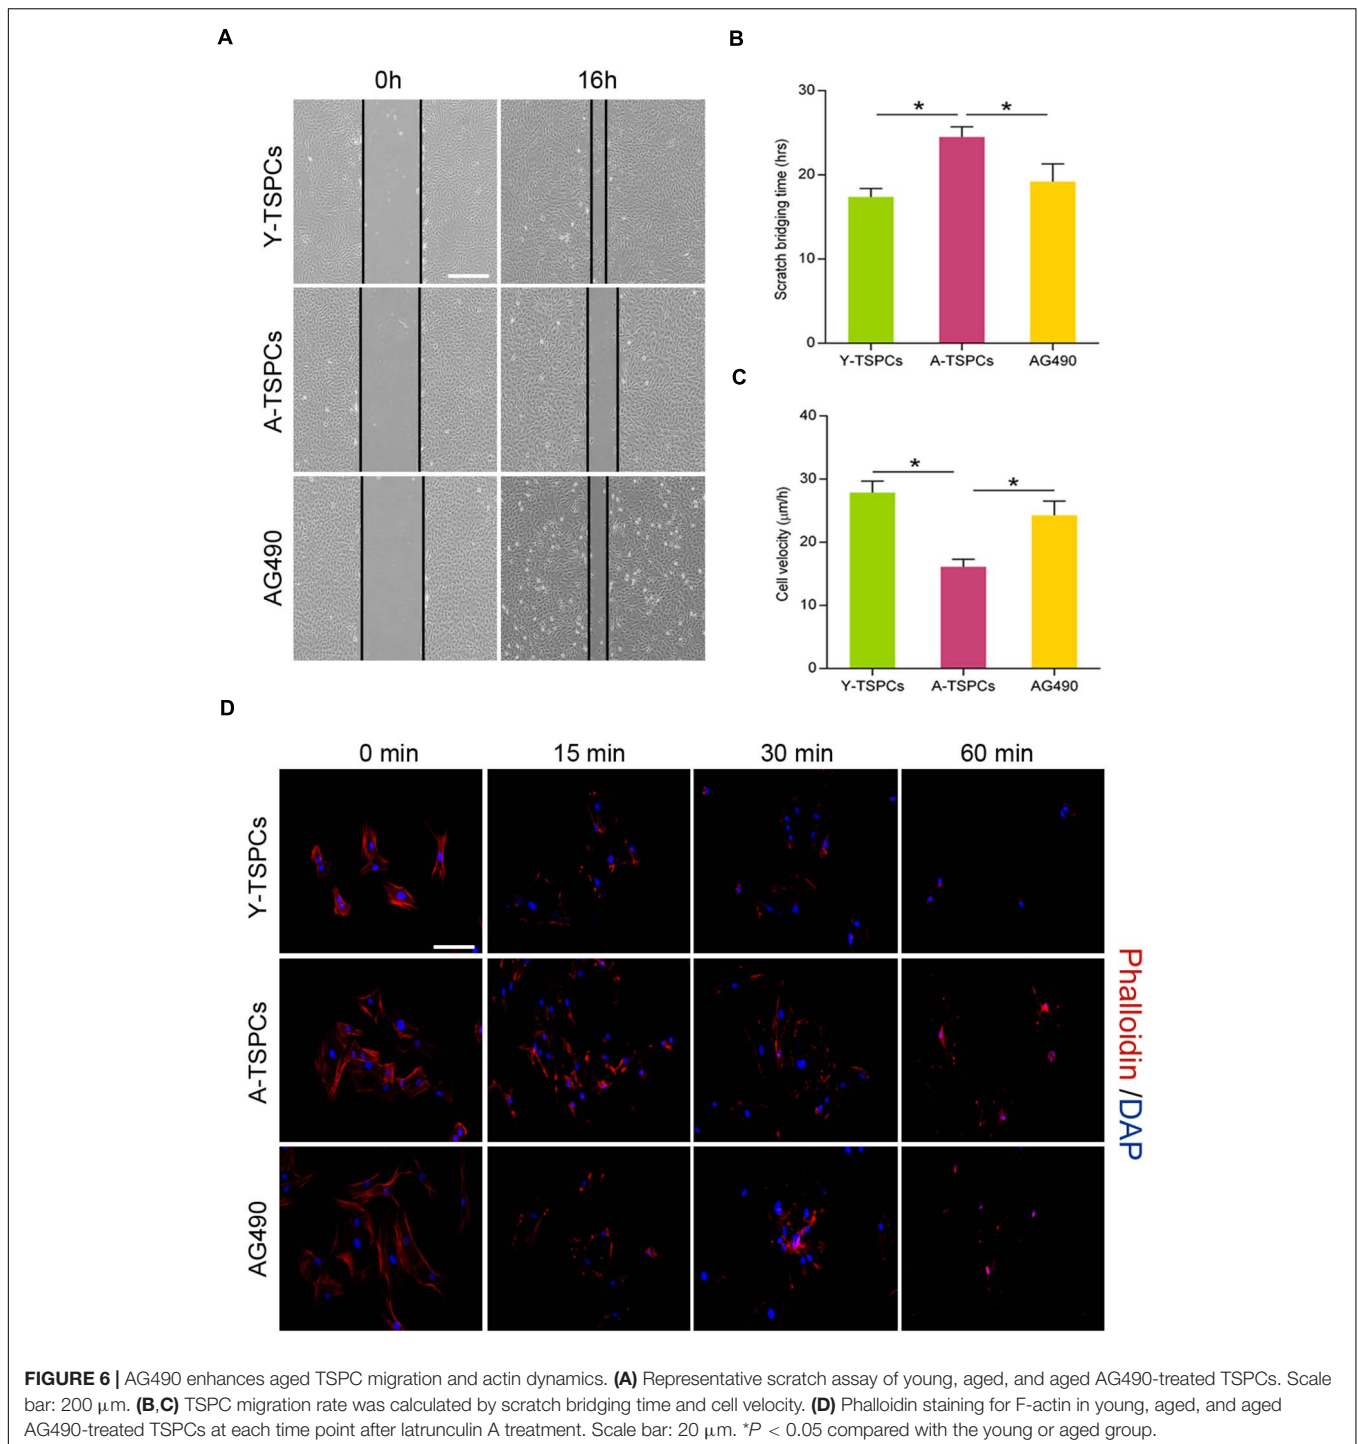 A
0h 16h
Y-TSPCs
A-TSPCs
AG490
B
Scratch bridging time (hrs)
30
20
10
0
* *
Y-TSPCs A-TSPCs AG490
C
Cell velocity (μm/h)
40
30
20
10
0
* *
Y-TSPCs A-TSPCs AG490
D
0 min 15 min 30 min 60 min
Y-TSPCs
A-TSPCs
AG490
Phalloidin /DAP
FIGURE 6 | AG490 enhances aged TSPC migration and actin dynamics. (A) Representative scratch assay of young, aged, and aged AG490-treated TSPCs. Scale
bar: 200 μm. (B,C) TSPC migration rate was calculated by scratch bridging time and cell velocity. (D) Phalloidin staining for F-actin in young, aged, and aged
AG490-treated TSPCs at each time point after latrunculin A treatment. Scale bar: 20 μm. *P < 0.05 compared with the young or aged group.